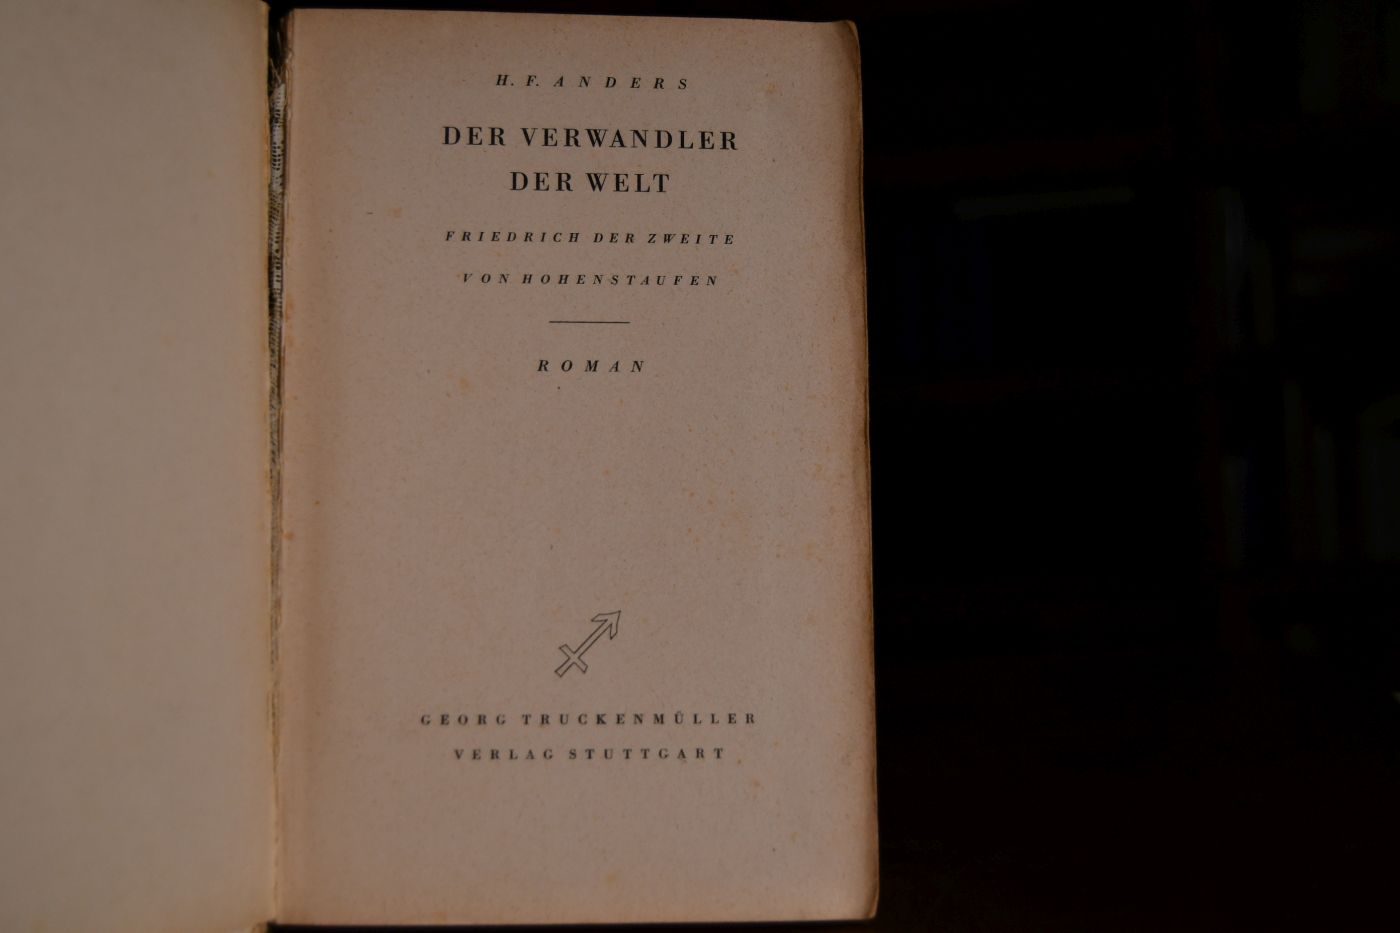 H. F. ANDERS
DER VERWANDLER
DER WELT
FRIEDRICH DER ZWEITE
VON HOHENSTAUFEN
ROMAN
GEORG TRUCKENMÜLLER
VERLAG STUTTGART